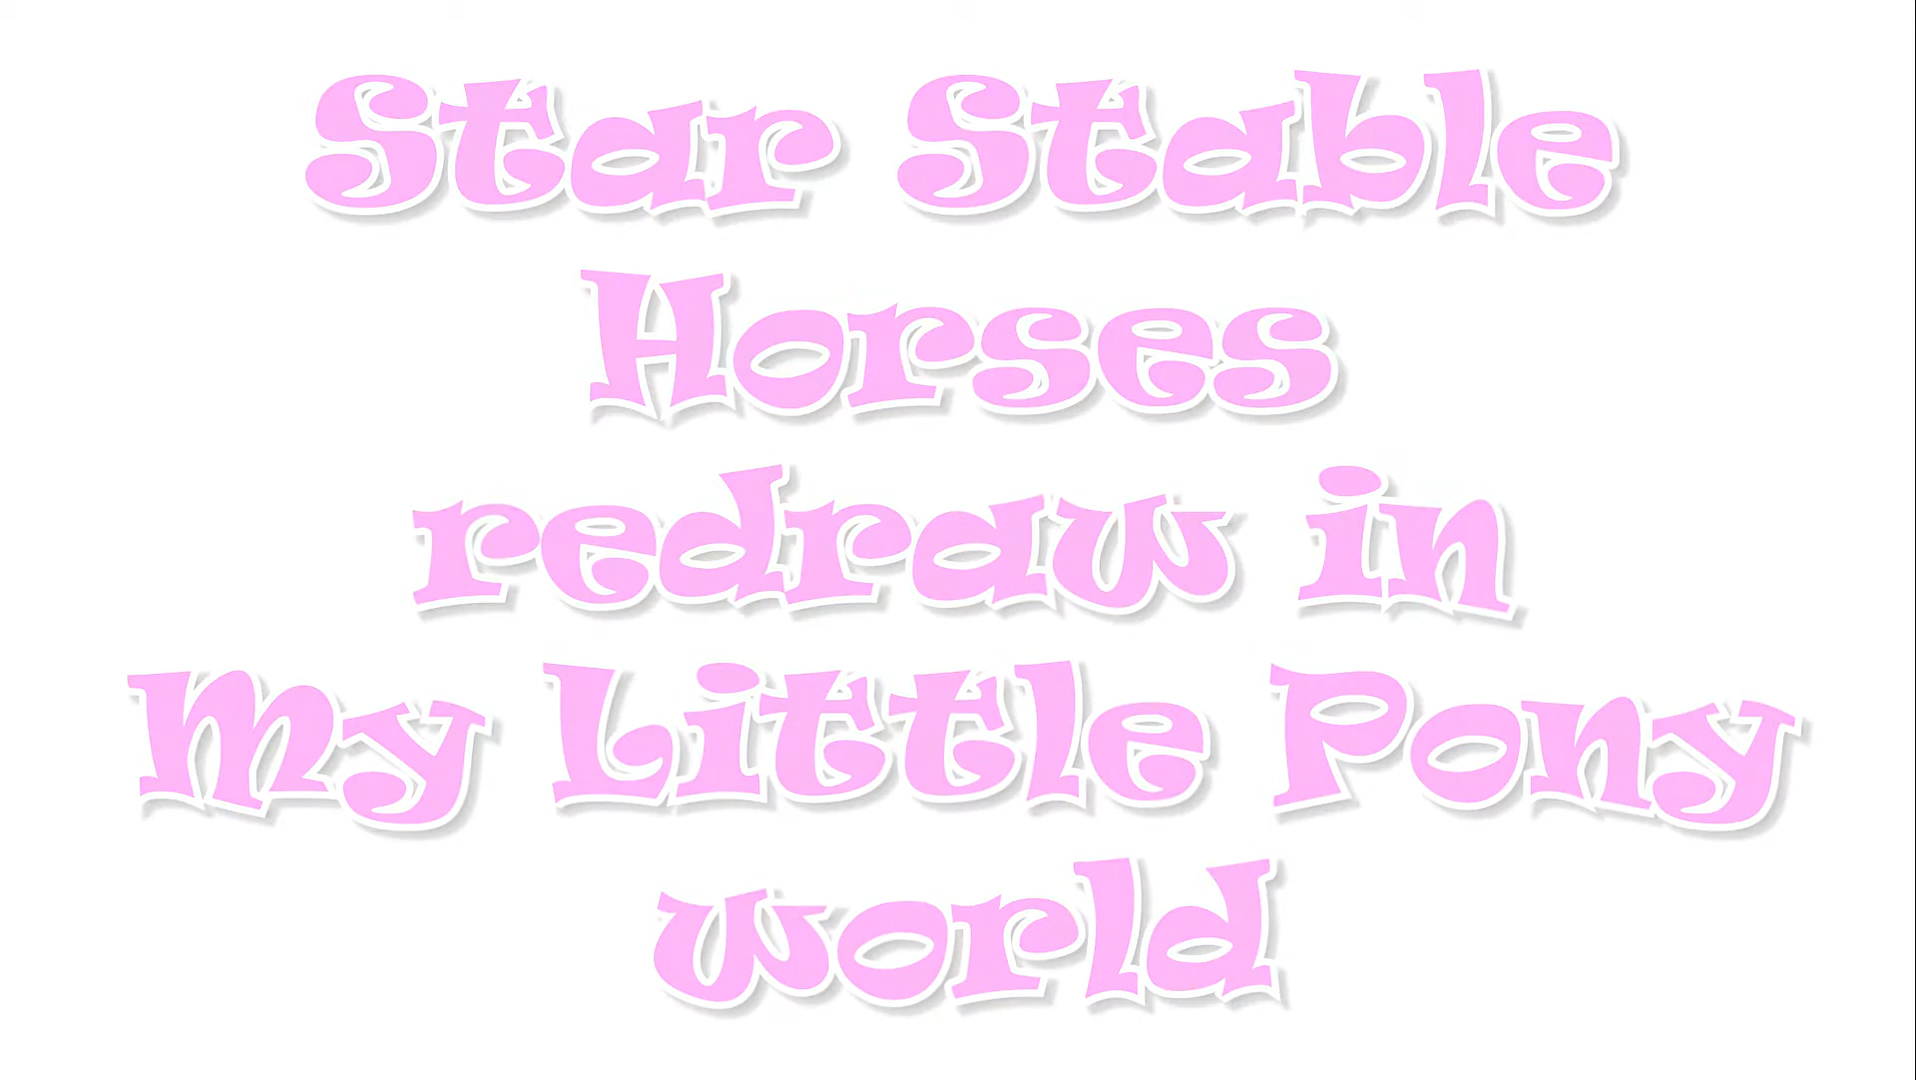 Star Stable
Horses
redraw in
My Little Pony
world